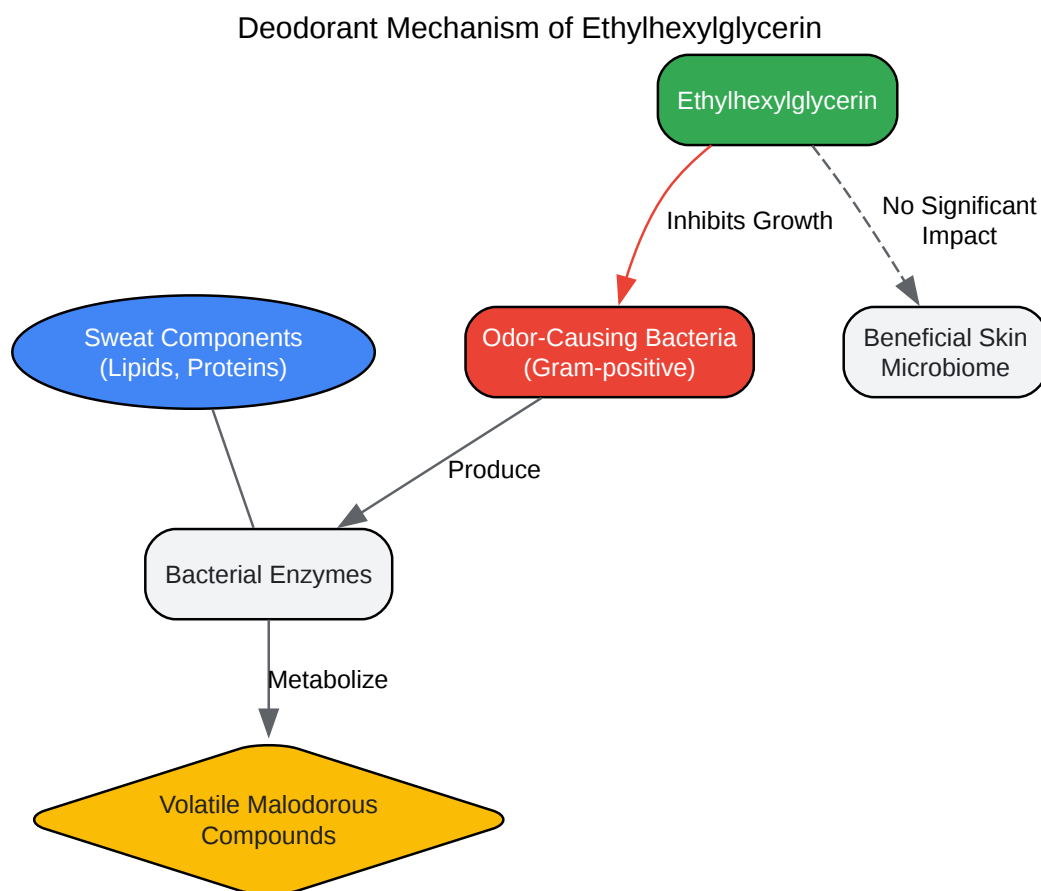 Deodorant Mechanism of Ethylhexylglycerin
Ethylhexylglycerin
Inhibits Growth
No Significant
Impact
Sweat Components
(Lipids, Proteins)
Odor-Causing Bacteria
(Gram-positive)
Beneficial Skin
Microbiome
Produce
Bacterial Enzymes
Metabolize
Volatile Malodorous
Compounds